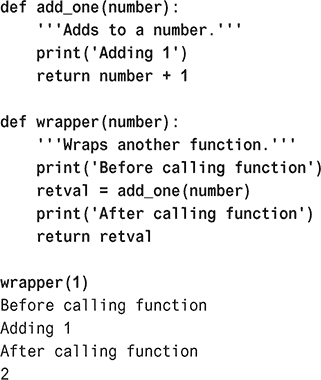 def add_one(number):
    '''Adds to a number.'''
    print('Adding 1')
    return number + 1

def wrapper(number):
    '''Wraps another function.'''
    print('Before calling function')
    retval = add_one(number)
    print('After calling function')
    return retval

wrapper(1)
Before calling function
Adding 1
After calling function
2